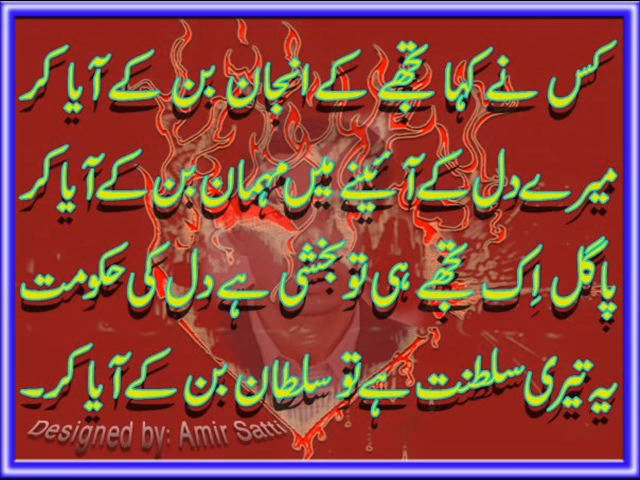 کس نے کہا تجھے کے انجان بن کے آیا کر
میرے دل کے آئینے میں مہمان بن کے آیا کر
پاگل اِک تجھے ہی تو بخشی ہے دل کی حکومت
یہ تیری سلطنت ہے تو سلطان بن کے آیا کر۔
Designed by: Amir Satti